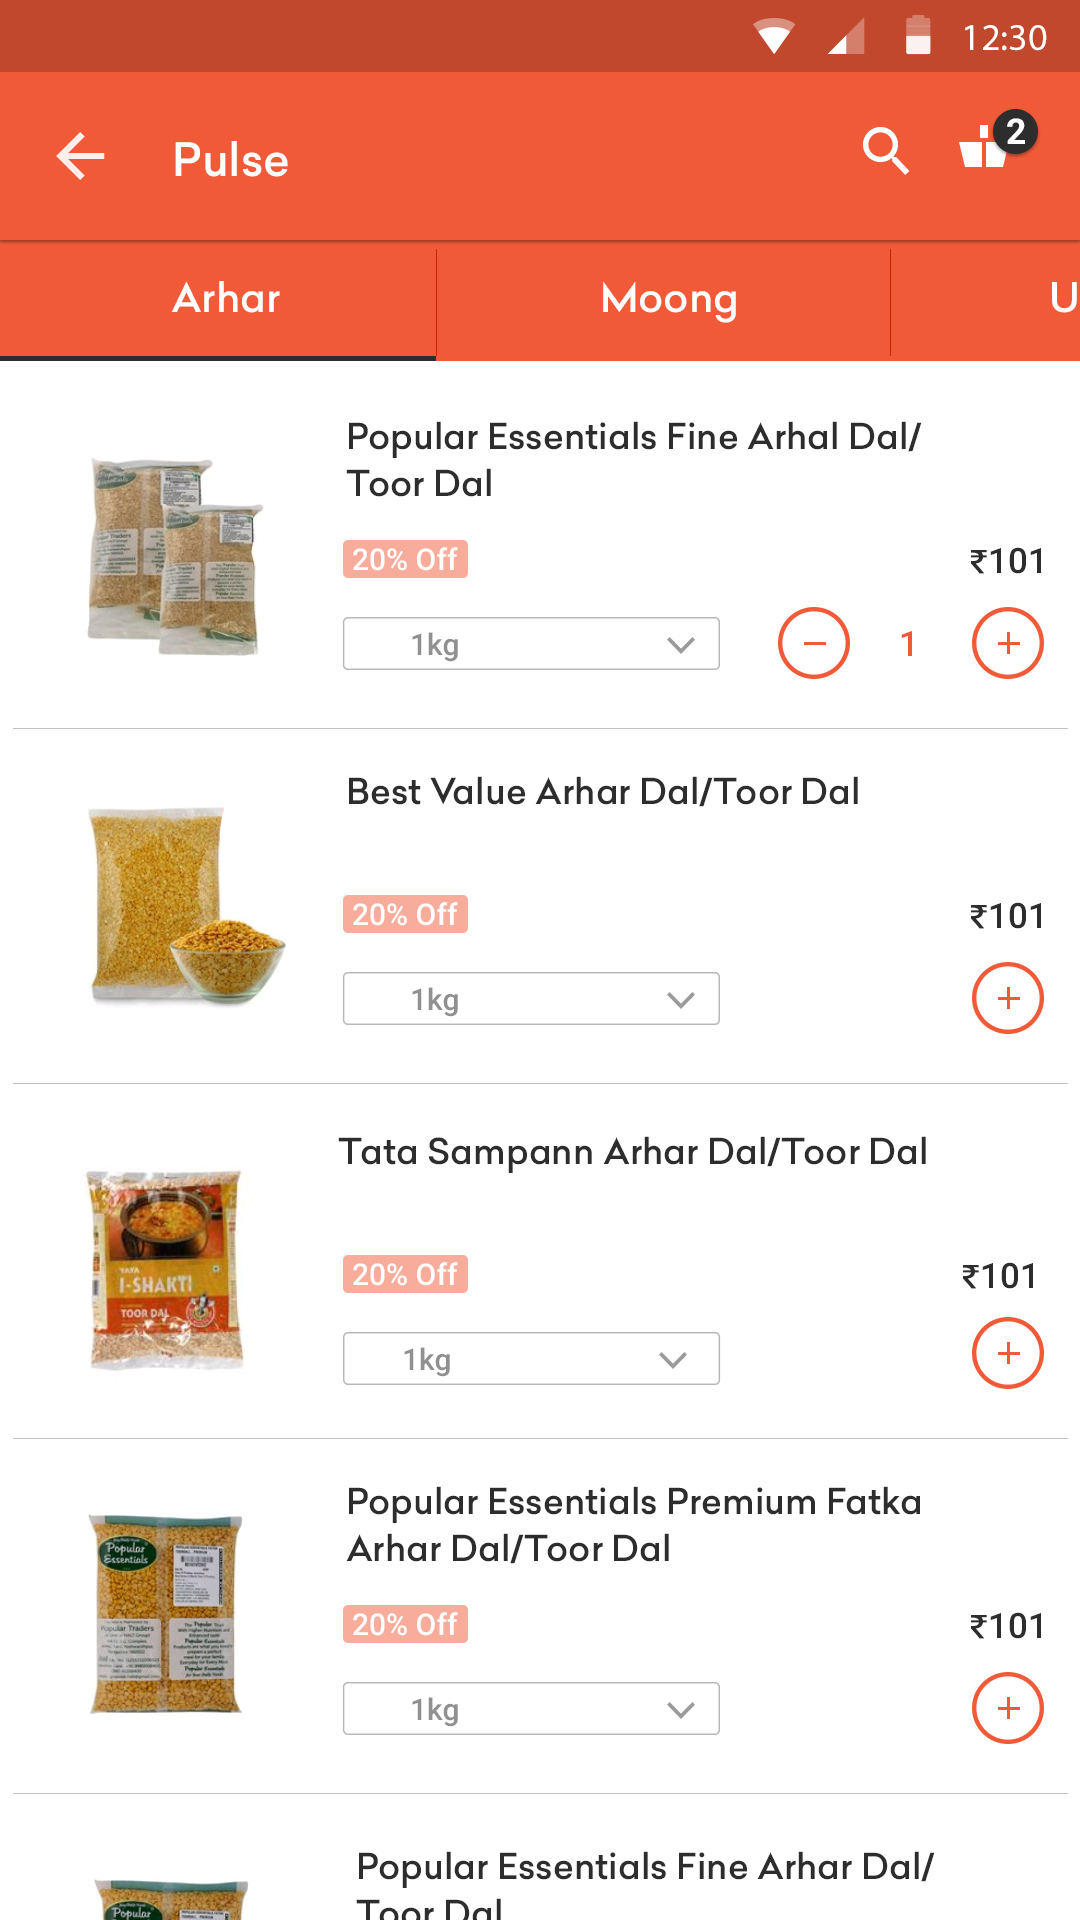 12:30
Pulse
2
Arhar
Moong
U
Popular Essentials Fine Arhal Dal/
Toor Dal
20% Off
₹101
1kg
1
Best Value Arhar Dal/Toor Dal
20% Off
₹101
1kg
Tata Sampann Arhar Dal/Toor Dal
TATA
I-SHAKTI
TOOR DAL
20% Off
₹101
1kg
Popular Essentials Premium Fatka
Arhar Dal/Toor Dal
Popular
Essentials
Popular Traders
20% Off
₹101
1kg
Popular Essentials Fine Arhar Dal/
Toor Dal
Popular